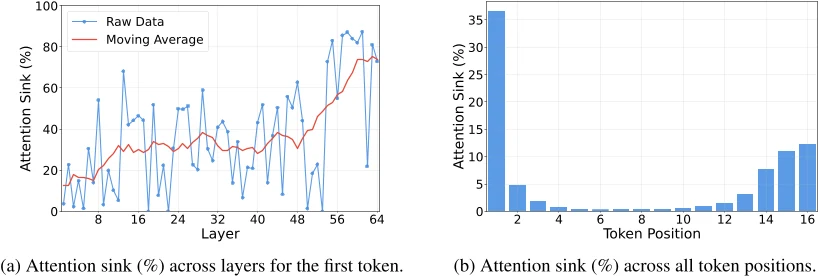 100
80
60
40
20
0
Attention Sink (%)
Raw Data
Moving Average
8 16 24 32 40 48 56 64
Layer
(a) Attention sink (%) across layers for the first token.
35
30
25
20
15
10
5
0
Attention Sink (%)
2 4 6 8 10 12 14 16
Token Position
(b) Attention sink (%) across all token positions.